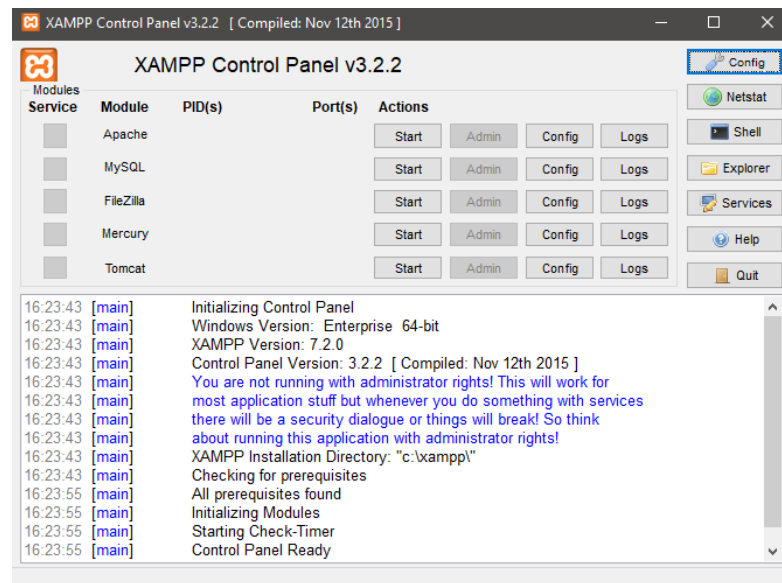 XAMPP Control Panel v3.2.2 [ Compiled: Nov 12th 2015 ]
XAMPP Control Panel v3.2.2
Config
Modules
Service Module PID(s) Port(s) Actions
Netstat
Apache Start Admin Config Logs
Shell
MySQL Start Admin Config Logs
Explorer
FileZilla Start Admin Config Logs
Services
Mercury Start Admin Config Logs
Help
Tomcat Start Admin Config Logs
Quit
16:23:43 [main] Initializing Control Panel
16:23:43 [main] Windows Version: Enterprise 64-bit
16:23:43 [main] XAMPP Version: 7.2.0
16:23:43 [main] Control Panel Version: 3.2.2 [ Compiled: Nov 12th 2015 ]
16:23:43 [main] You are not running with administrator rights! This will work for
16:23:43 [main] most application stuff but whenever you do something with services
16:23:43 [main] there will be a security dialogue or things will break! So think
16:23:43 [main] about running this application with administrator rights!
16:23:43 [main] XAMPP Installation Directory: "c:\xampp\"
16:23:43 [main] Checking for prerequisites
16:23:55 [main] All prerequisites found
16:23:55 [main] Initializing Modules
16:23:55 [main] Starting Check-Timer
16:23:55 [main] Control Panel Ready